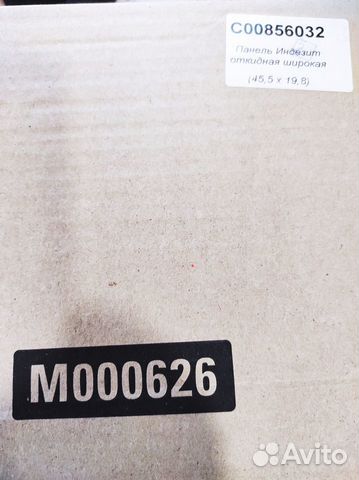 C00856032
Панель Индезит
откидная широкая
(45,5 x 19,8)
M000626
Avito